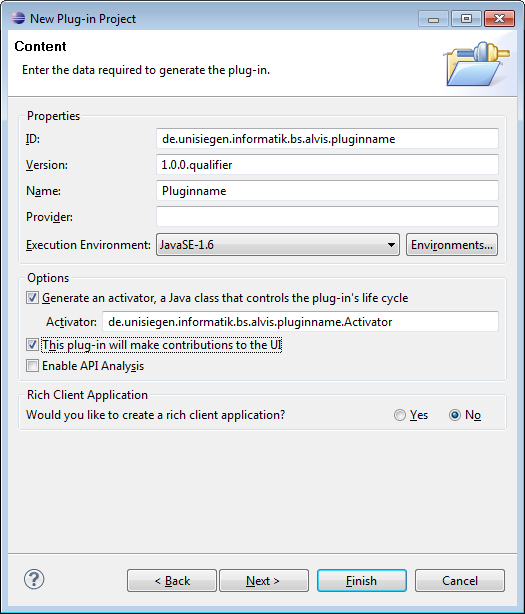 New Plug-in Project
Content
Enter the data required to generate the plug-in.
Properties
ID: de.unisiegen.informatik.bs.alvis.pluginname
Version: 1.0.0.qualifier
Name: Pluginname
Provider:
Execution Environment: JavaSE-1.6 Environments...
Options
Generate an activator, a Java class that controls the plug-in's life cycle
Activator: de.unisiegen.informatik.bs.alvis.pluginname.Activator
This plug-in will make contributions to the UI
Enable API Analysis
Rich Client Application
Would you like to create a rich client application? Yes No
? < Back Next > Finish Cancel